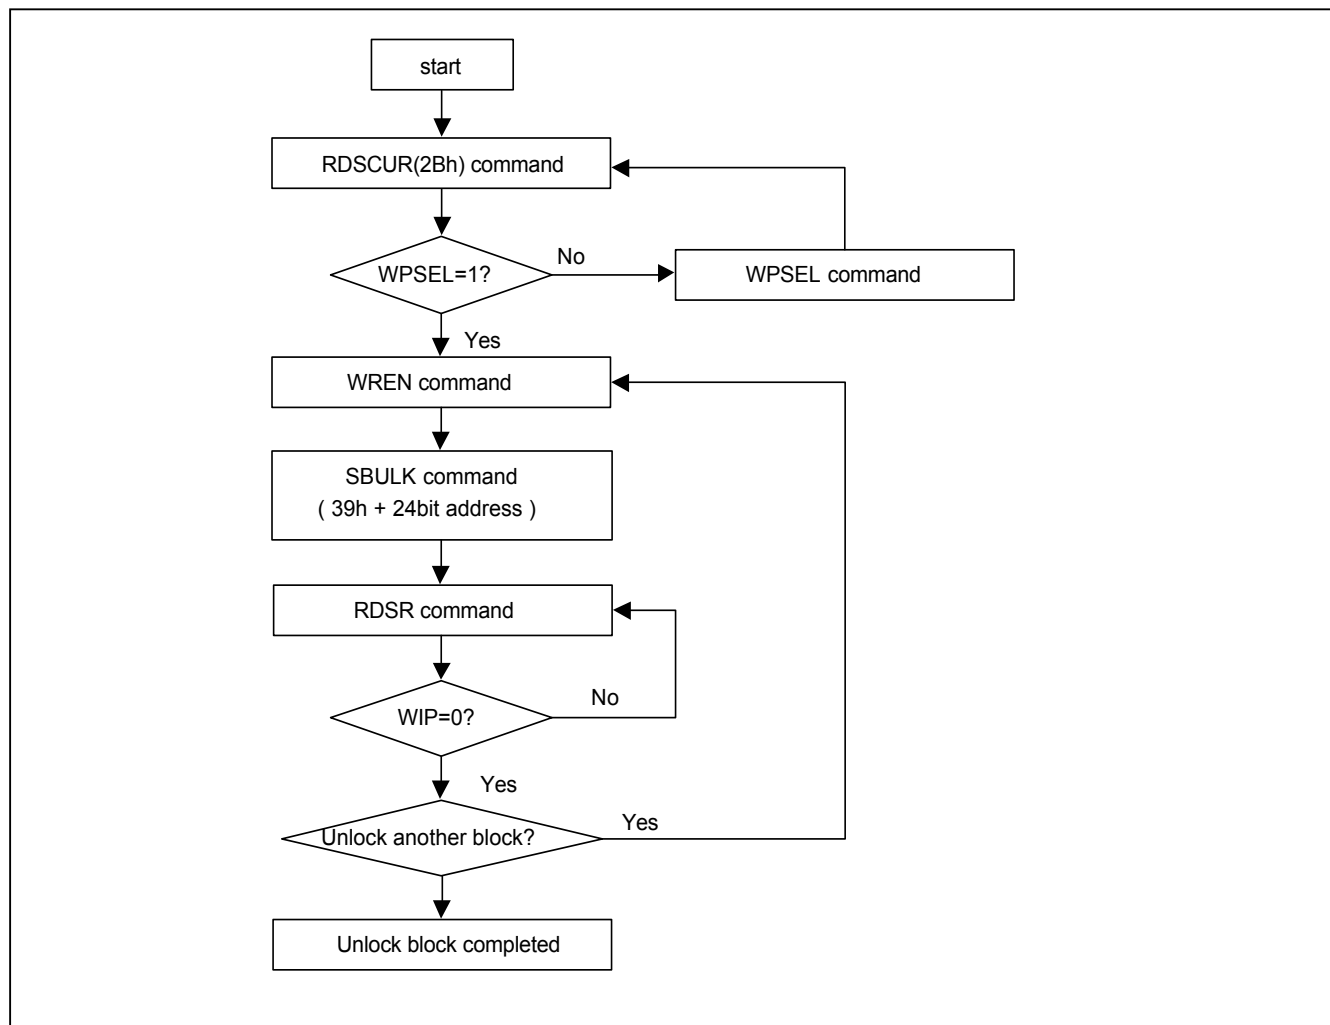 start
RDSCUR(2Bh) command
WPSEL=1?
No
WPSEL command
Yes
WREN command
SBULK command
( 39h + 24bit address )
RDSR command
WIP=0?
No
Yes
Unlock another block?
Yes
Unlock block completed